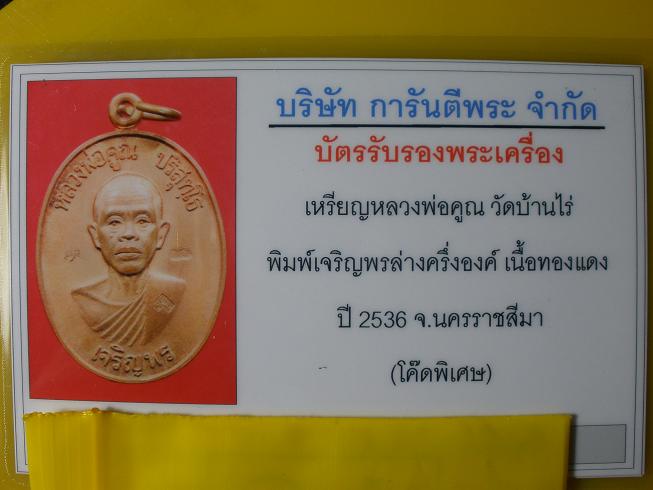 หลวงพ่อคูณ ปริสุทฺโธ
เจริญพร
บริษัท การันตีพระ จำกัด
บัตรรับรองพระเครื่อง
เหรียญหลวงพ่อคูณ วัดบ้านไร่
พิมพ์เจริญพรล่างครึ่งองค์ เนื้อทองแดง
ปี 2536 จ.นครราชสีมา
(โค๊ดพิเศษ)